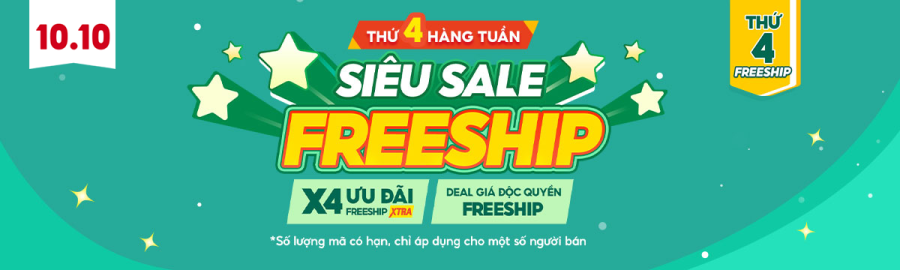 10.10
THỨ 4 HÀNG TUẦN
SIÊU SALE
FREESHIP
X4 ƯU ĐÃI
FREESHIP XTRA
DEAL GIÁ ĐỘC QUYỀN
FREESHIP
*Số lượng mã có hạn, chỉ áp dụng cho một số người bán
THỨ
4
FREESHIP